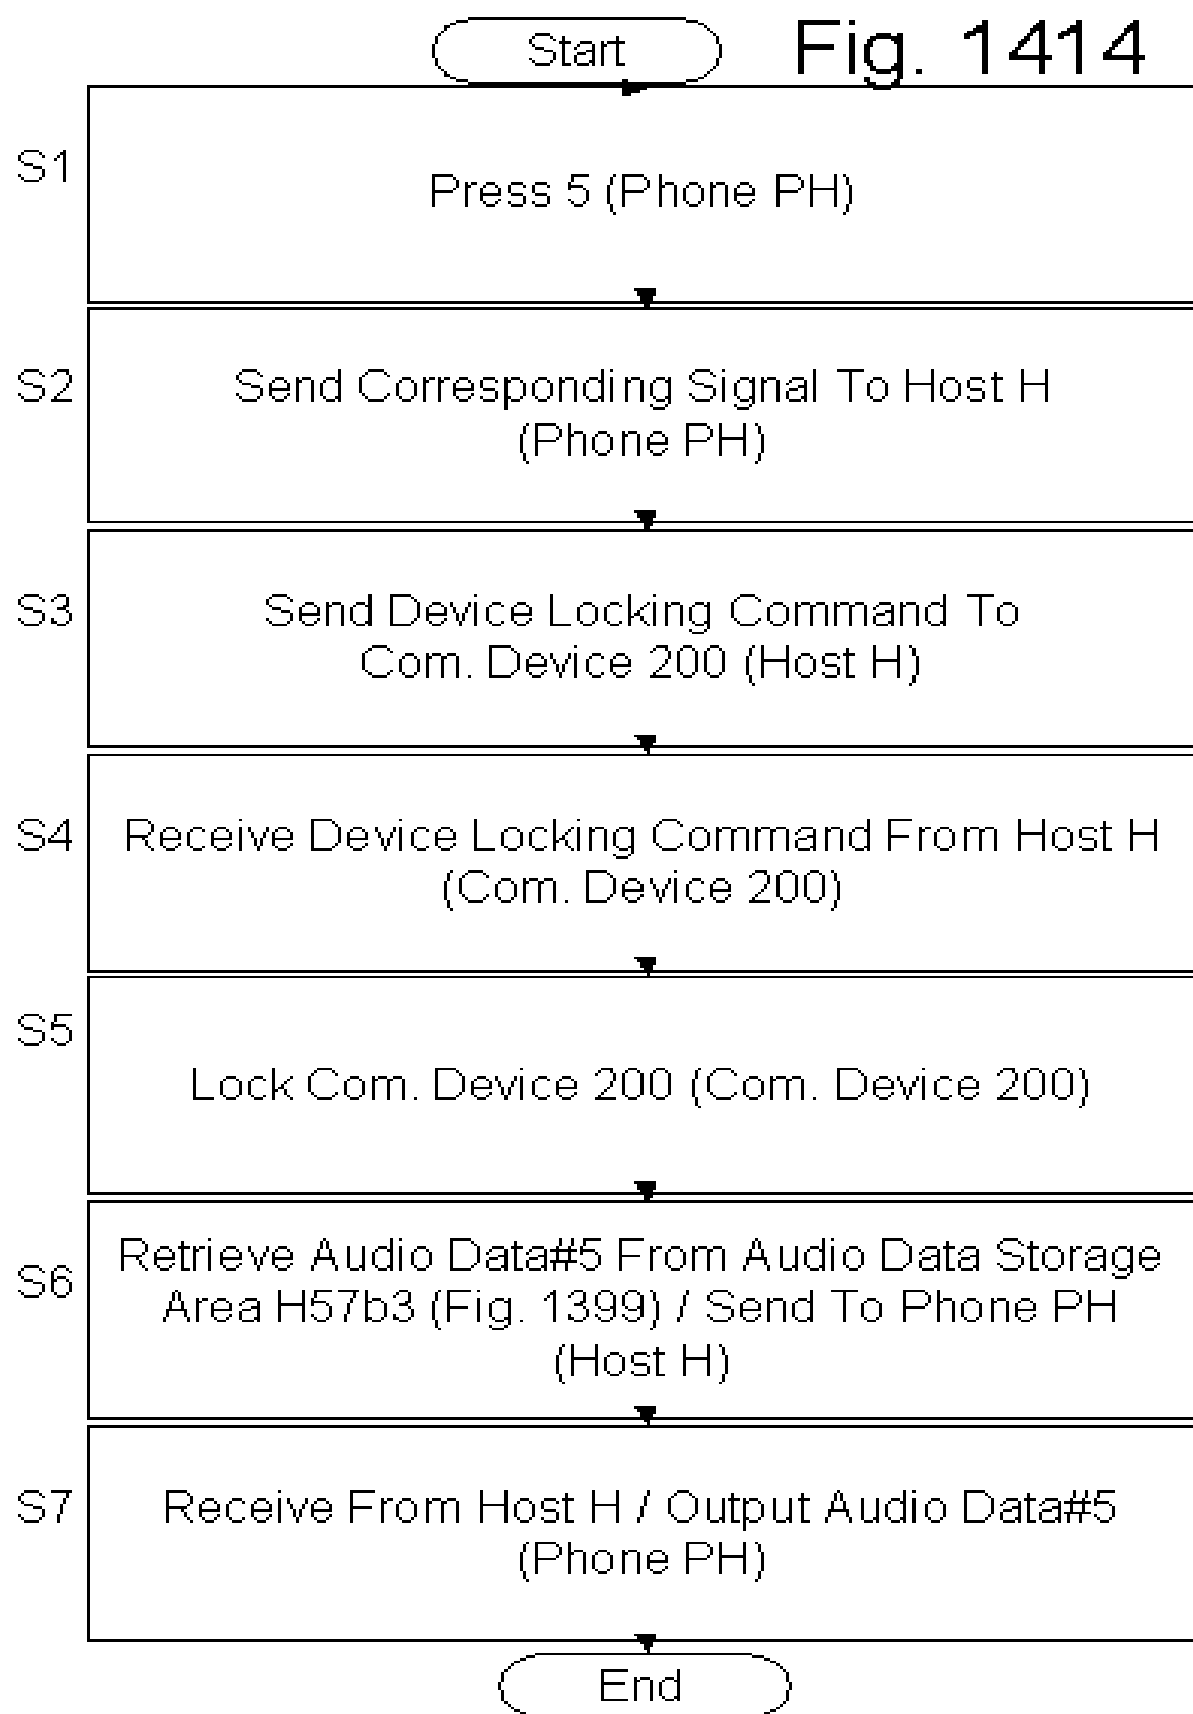 Start
Fig. 1414
S1
Press 5 (Phone PH)
S2
Send Corresponding Signal To Host H
(Phone PH)
S3
Send Device Locking Command To
Com. Device 200 (Host H)
S4
Receive Device Locking Command From Host H
(Com. Device 200)
S5
Lock Com. Device 200 (Com. Device 200)
S6
Retrieve Audio Data#5 From Audio Data Storage
Area H57b3 (Fig. 1399) / Send To Phone PH
(Host H)
S7
Receive From Host H / Output Audio Data#5
(Phone PH)
End